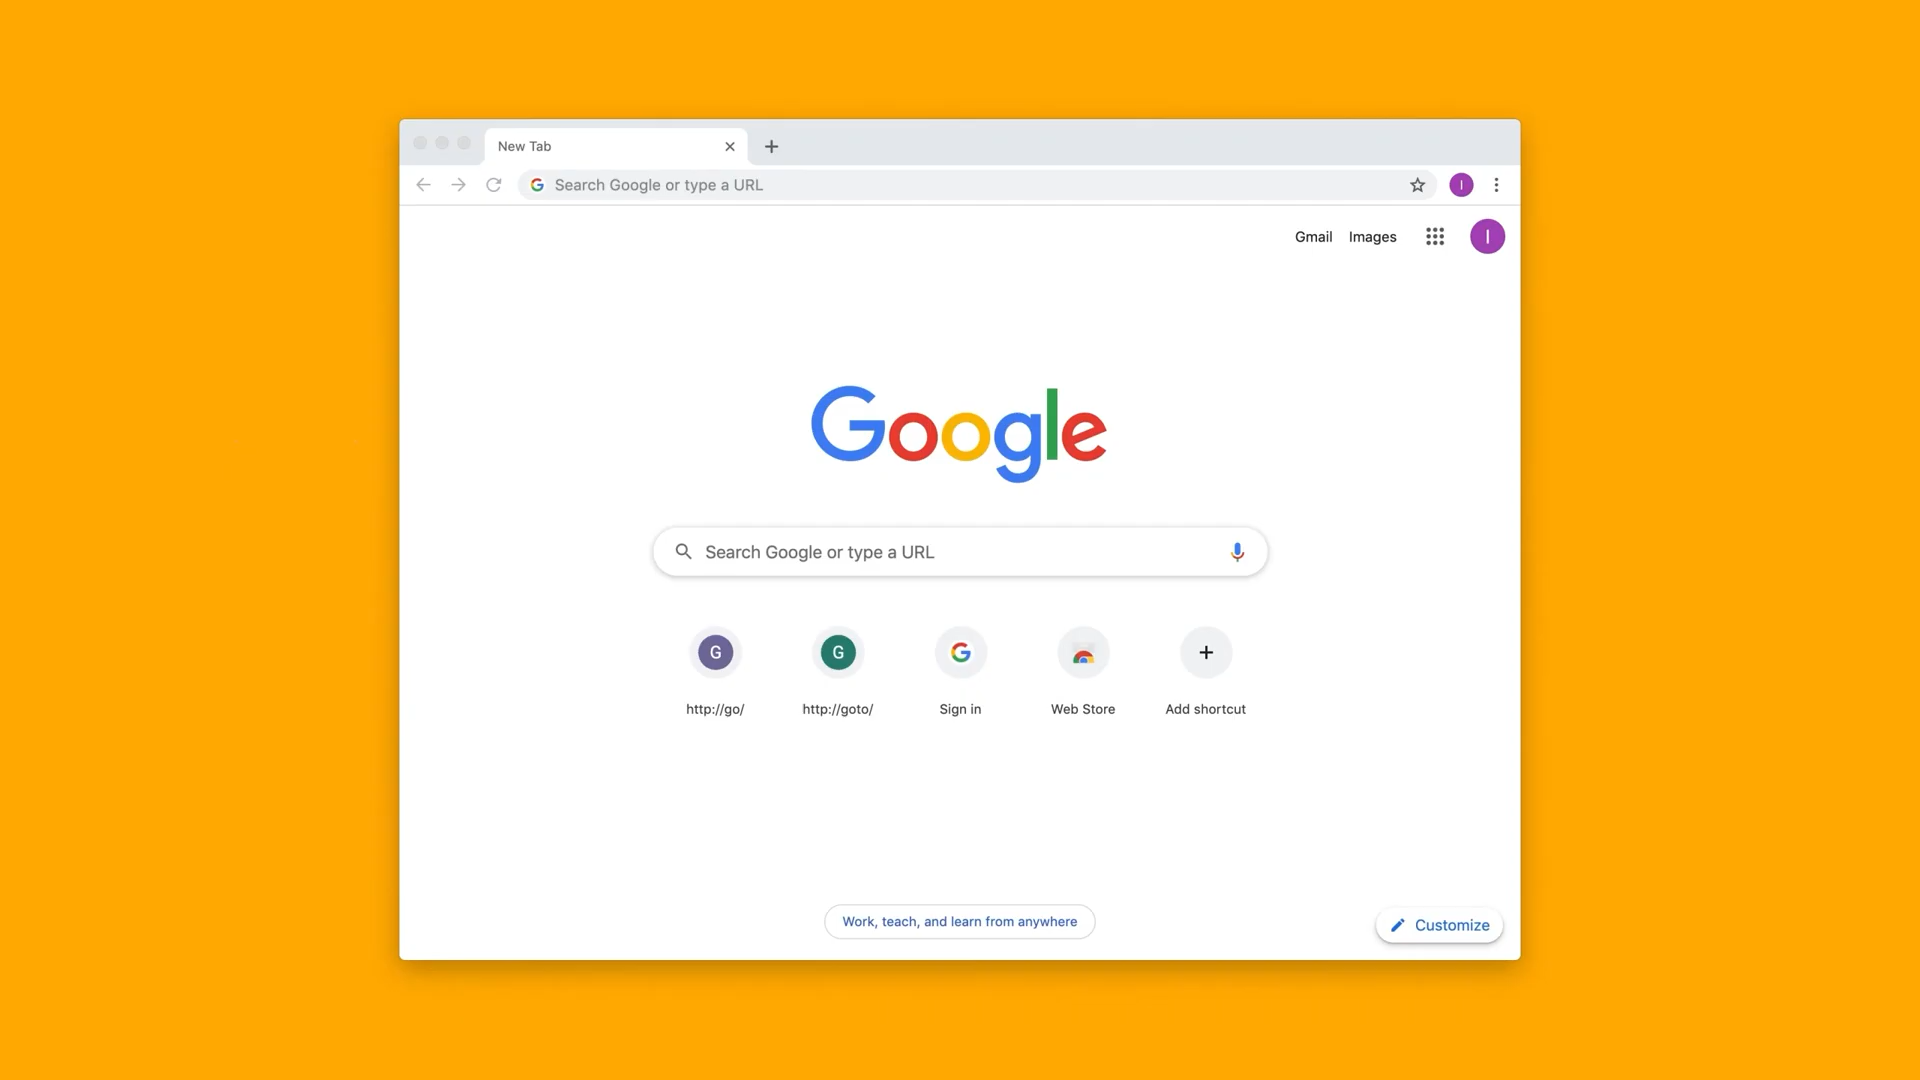 New Tab
Search Google or type a URL
I
Gmail Images I
Google
Search Google or type a URL
G G G
http://go/ http://goto/ Sign in Web Store Add shortcut
Work, teach, and learn from anywhere
Customize